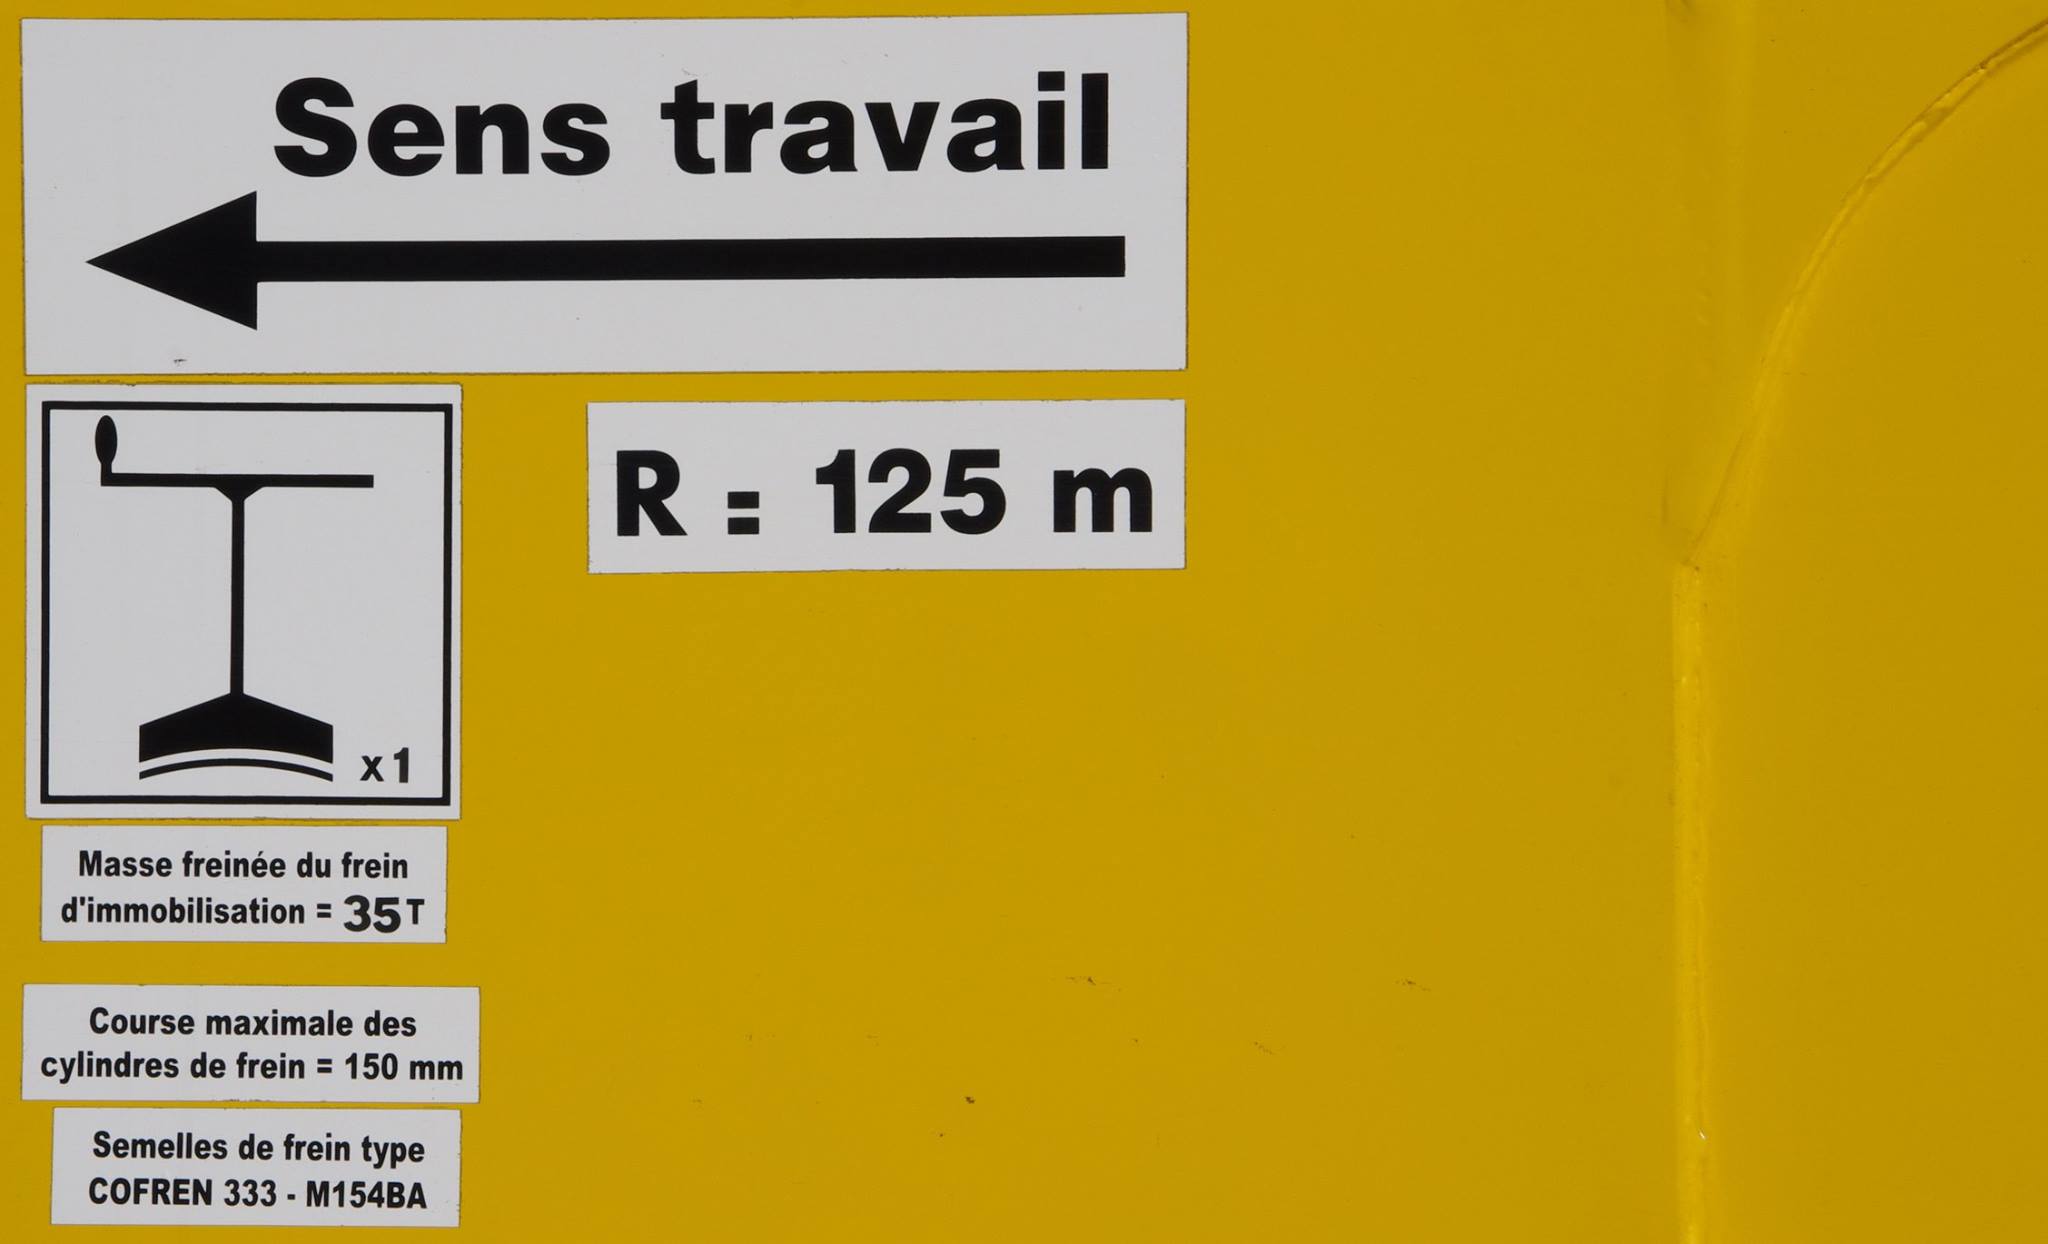 Sens travail
R = 125 m
x1
Masse freinée du frein
d'immobilisation = 35T
Course maximale des
cylindres de frein = 150 mm
Semelles de frein type
COFREN 333 - M154BA